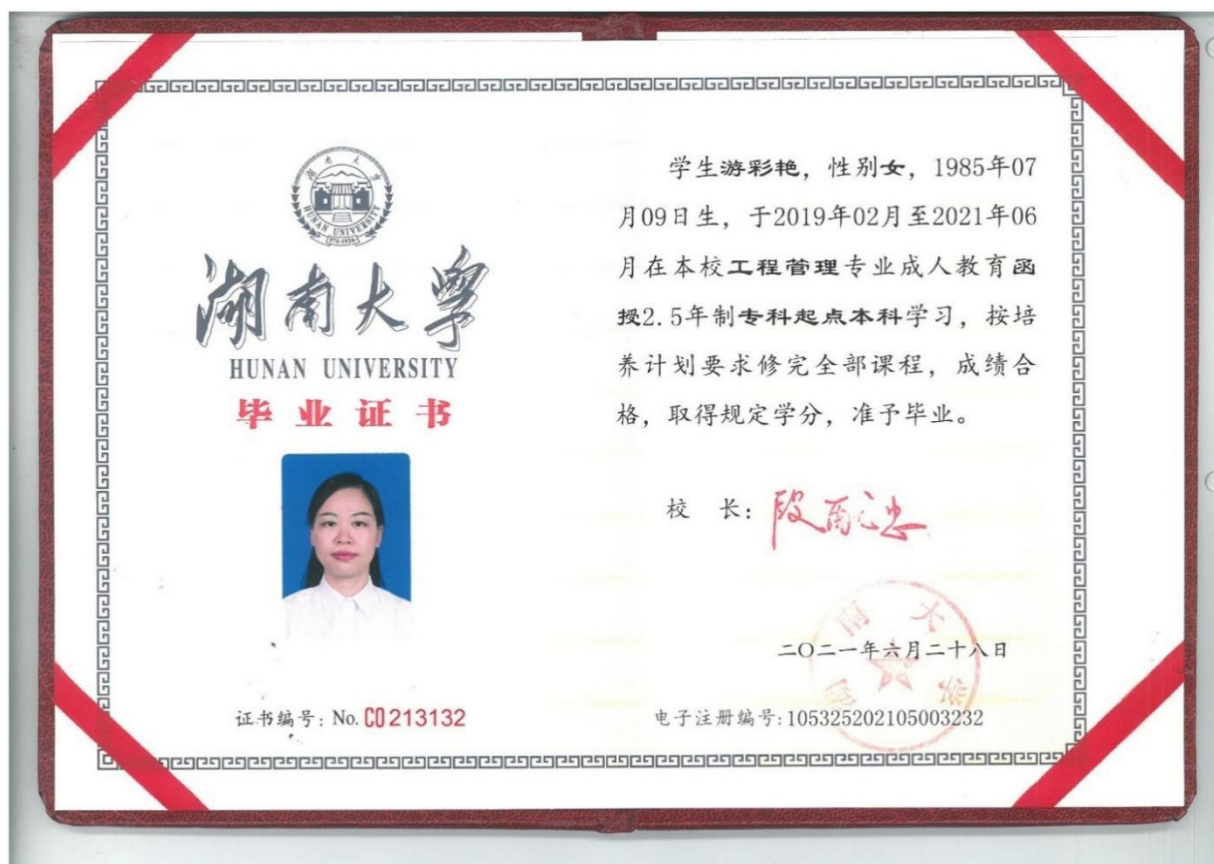 湖南大学
HUNAN UNIVERSITY
毕业证书
证书编号：No. C0213132
学生游彩艳，性别女，1985年07
月09日生，于2019年02月至2021年06
月在本校工程管理专业成人教育函
授2.5年制专科起点本科学习，按培
养计划要求修完全部课程，成绩合
格，取得规定学分，准予毕业。
校 长：
二〇二一年六月二十八日
电子注册编号：105325202105003232